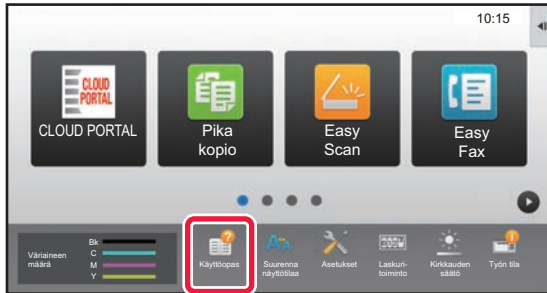 10:15
CLOUD
PORTAL
CLOUD PORTAL
Pika
kopio
Easy
Scan
Easy
Fax
Väriaineen
määrä
Bk
C
M
Y
Käyttöopas
Suurenna
näyttötilaa
Asetukset
Laskuri-
toiminto
Kirkkauden
säätö
Työn tila